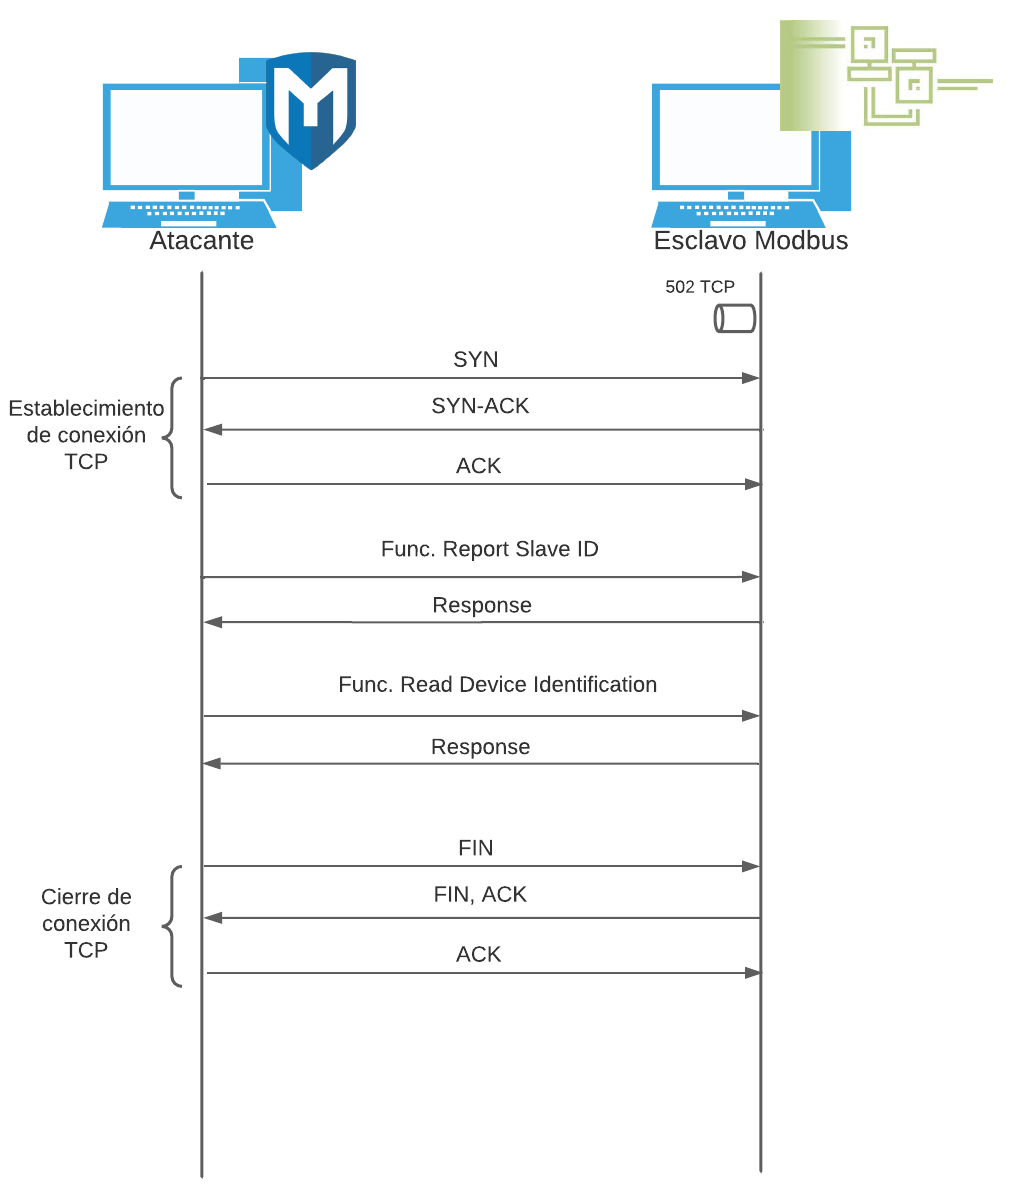 Atacante
Esclavo Modbus
502 TCP
SYN
SYN-ACK
Establecimiento
de conexión
TCP
ACK
Func. Report Slave ID
Response
Func. Read Device Identification
Response
FIN
FIN, ACK
Cierre de
conexión
TCP
ACK